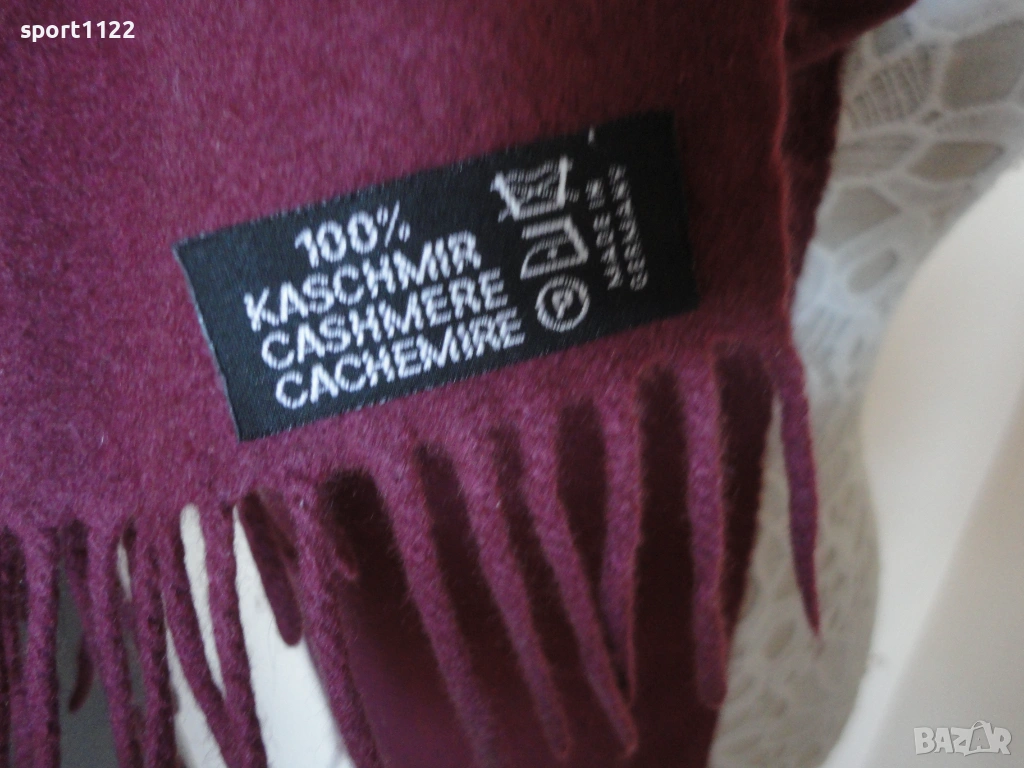 sport1122
100%
KASCHMIR
CASHMERE
CACHEMIRE
MADE IN
GERMANY
BAZAR